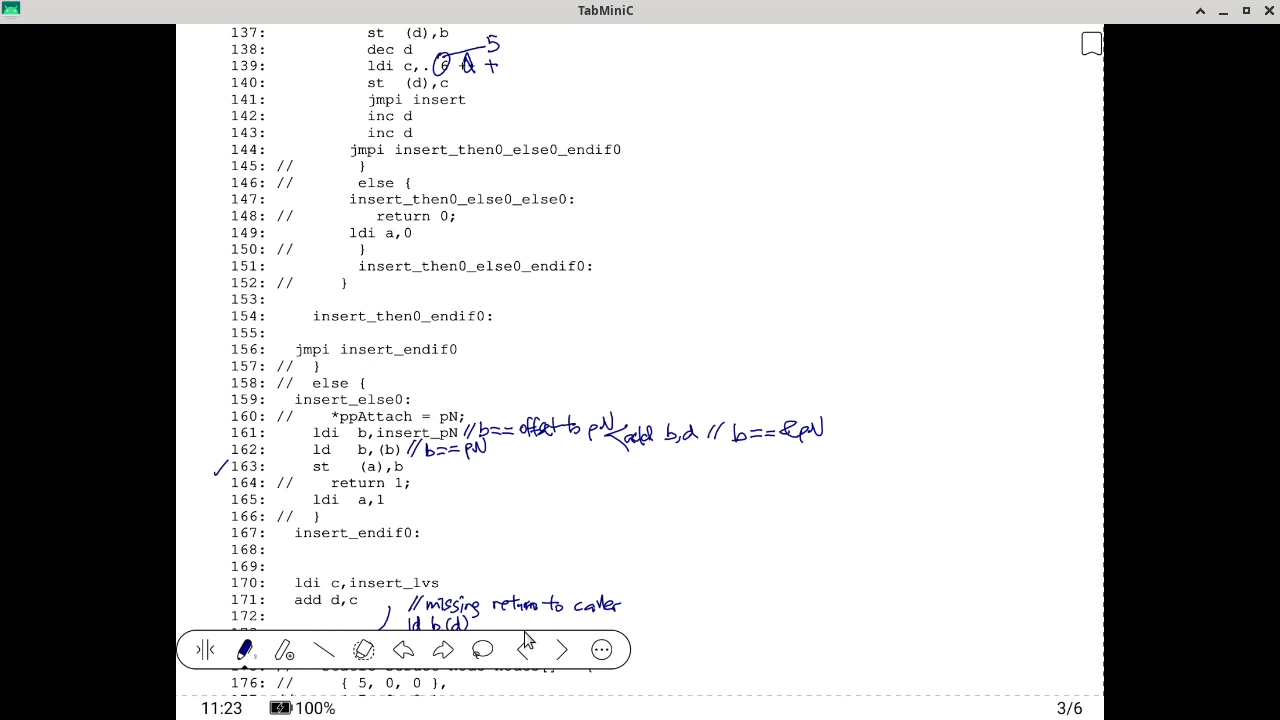 TabMiniC
137: st (d),b
138: dec d 5
139: ldi c,. 6 +
140: st (d),c
141: jmpi insert
142: inc d
143: inc d
144: jmpi insert_then0_else0_endif0
145: // }
146: // else {
147: insert_then0_else0_else0:
148: // return 0;
149: ldi a,0
150: // }
151: insert_then0_else0_endif0:
152: // }
153:
154: insert_then0_endif0:
155:
156: jmpi insert_endif0
157: // }
158: // else {
159: insert_else0:
160: // *ppAttach = pN;
161: ldi b,insert_pN // b== offset to pN < add b,d // b==&pN
162: ld b,(b) // b== pN
163: st (a),b
164: // return 1;
165: ldi a,1
166: // }
167: insert_endif0:
168:
169:
170: ldi c,insert_lvs
171: add d,c // missing return to caller
172: ld b(d)
176: // { 5, 0, 0 },
11:23 100% 3/6